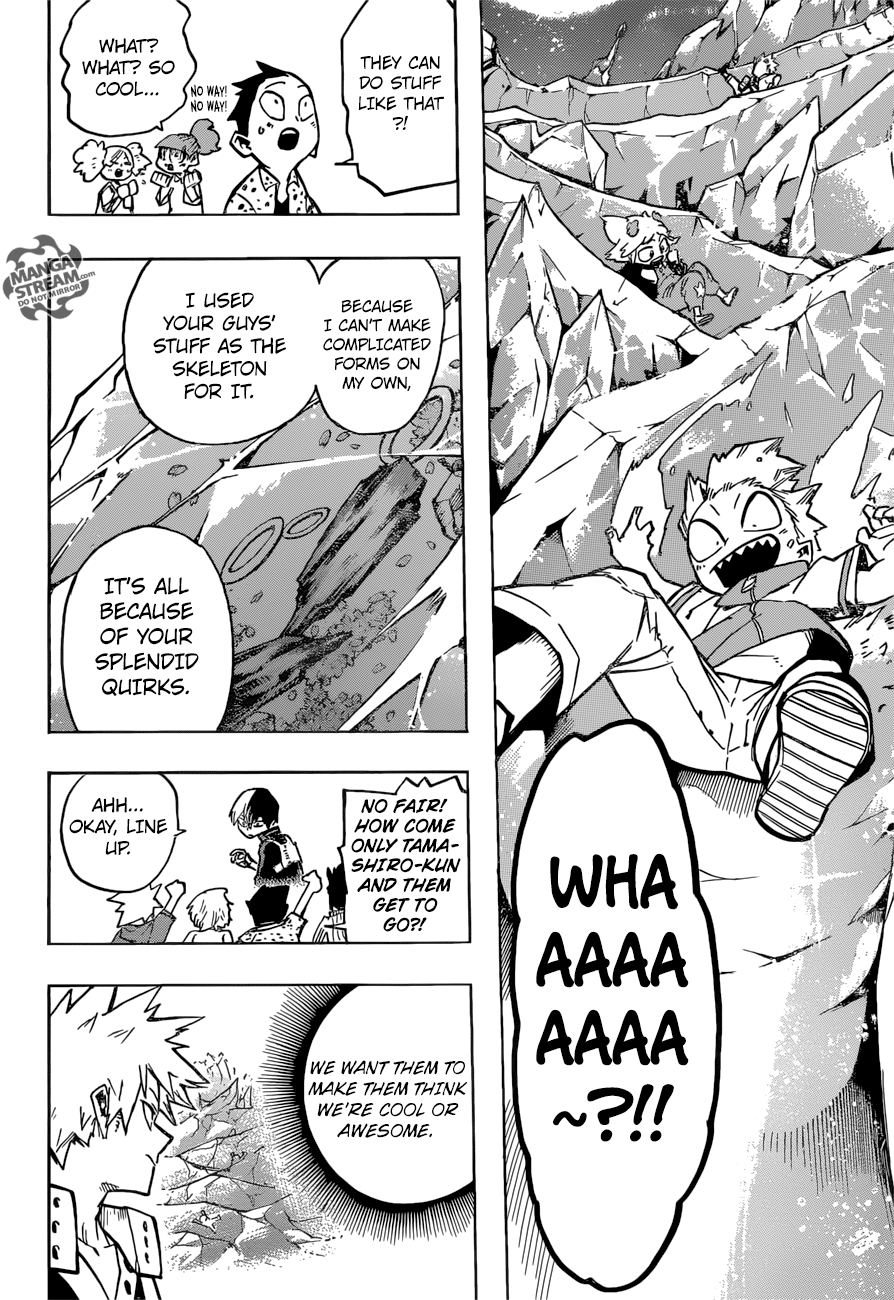 WHA
AAAA
AAAA
~?!!
THEY CAN
DO STUFF
LIKE THAT
?!
NO WAY!
NO WAY!
WHAT?
WHAT? SO
COOL...
BECAUSE
I CAN'T MAKE
COMPLICATED
FORMS ON
MY OWN,
I USED
YOUR GUYS'
STUFF AS THE
SKELETON
FOR IT.
IT'S ALL
BECAUSE
OF YOUR
SPLENDID
QUIRKS.
NO FAIR!
HOW COME
ONLY TAMA-
SHIRO-KUN
AND THEM
GET TO
GO?!
AHH...
OKAY, LINE
UP.
WE WANT THEM TO
MAKE THEM THINK
WE'RE COOL OR
AWESOME.
MANGA
STREAM.com
DO NOT MIRROR